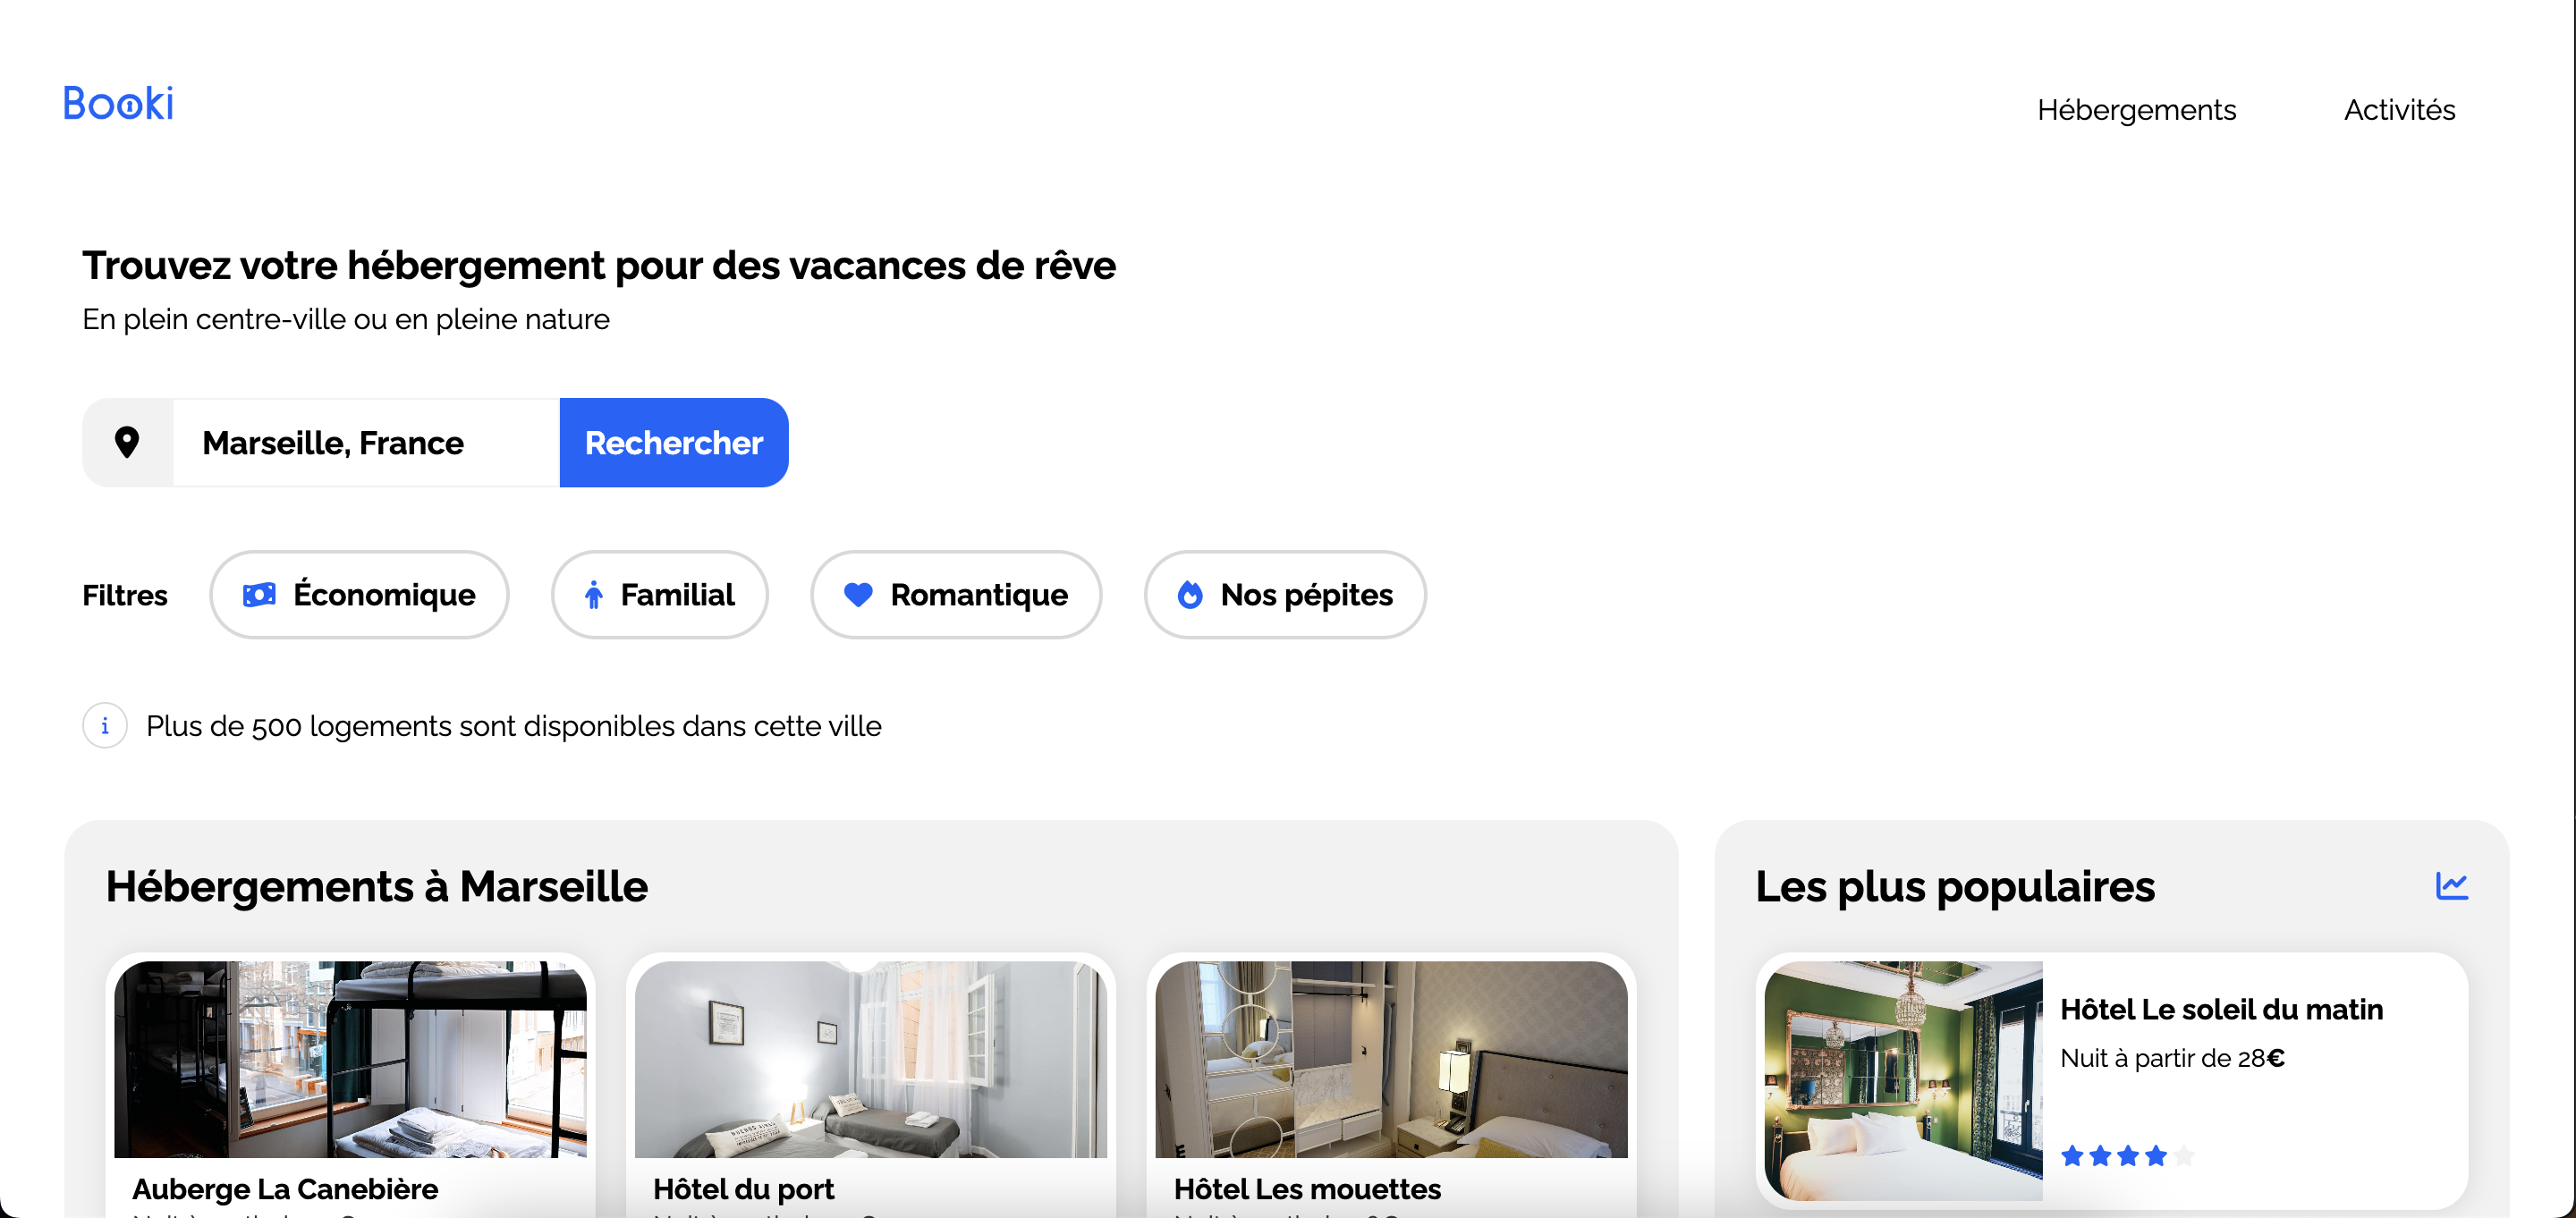 Booki
Hébergements
Activités
Trouvez votre hébergement pour des vacances de rêve
En plein centre-ville ou en pleine nature
Marseille, France
Rechercher
Filtres
Économique
Familial
Romantique
Nos pépites
Plus de 500 logements sont disponibles dans cette ville
Hébergements à Marseille
Auberge La Canebière
Hôtel du port
Hôtel Les mouettes
Les plus populaires
Hôtel Le soleil du matin
Nuit à partir de 28€